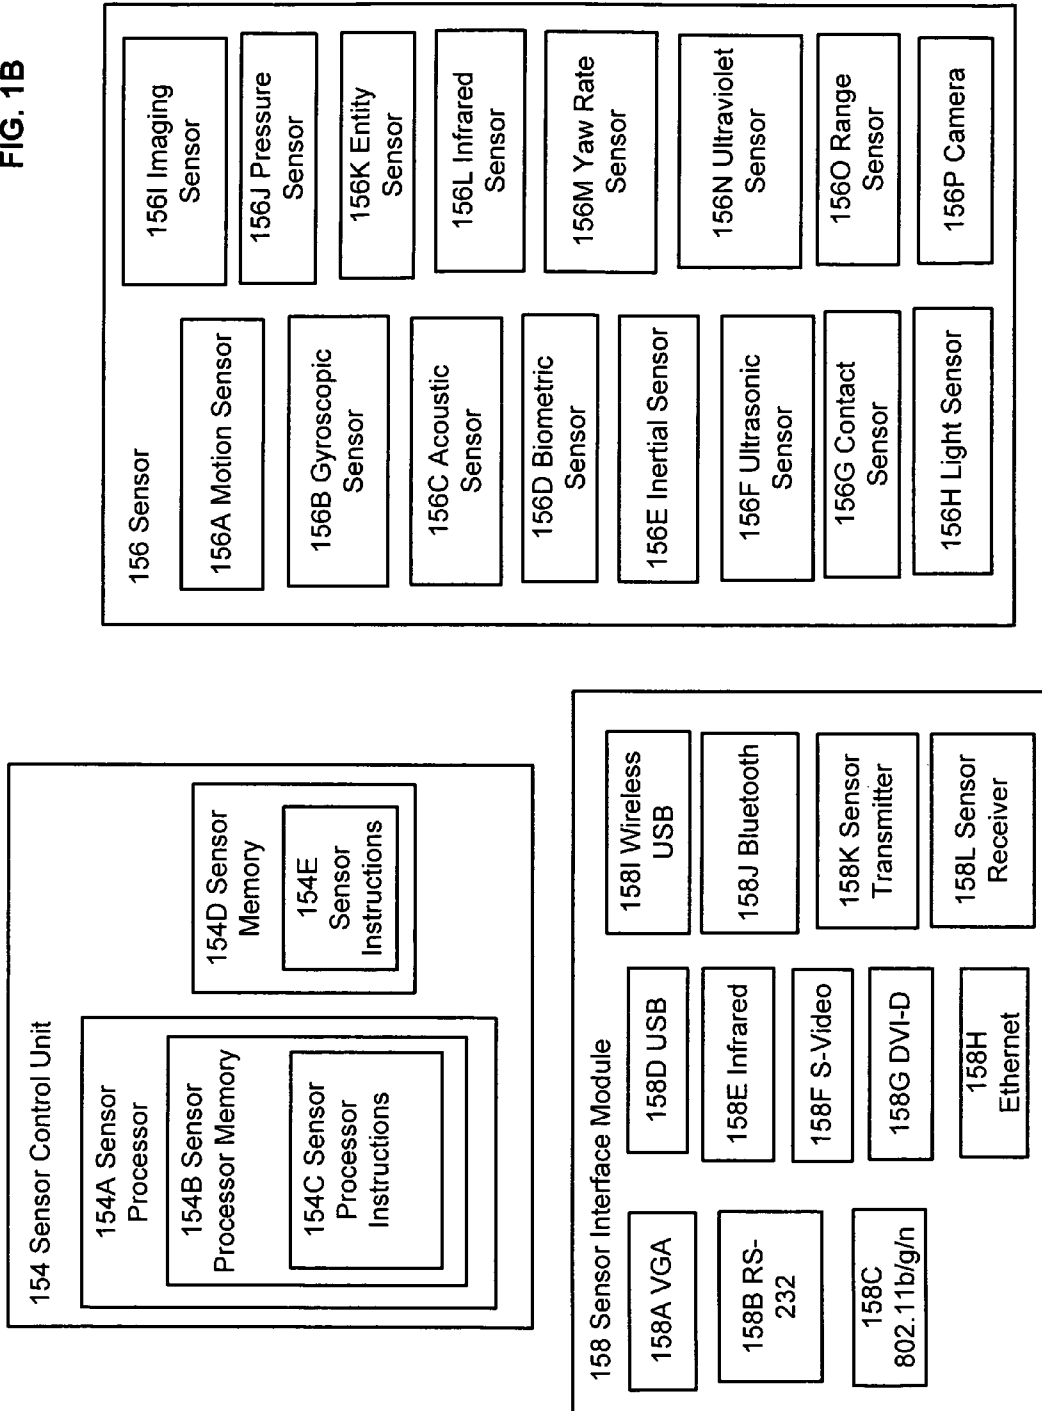 FIG. 1B
154 Sensor Control Unit
154A Sensor
Processor
154B Sensor
Processor Memory
154C Sensor
Processor
Instructions
154D Sensor
Memory
154E
Sensor
Instructions
156 Sensor
156A Motion Sensor
156B Gyroscopic
Sensor
156C Acoustic
Sensor
156D Biometric
Sensor
156E Inertial Sensor
156F Ultrasonic
Sensor
156G Contact
Sensor
156H Light Sensor
156I Imaging
Sensor
156J Pressure
Sensor
156K Entity
Sensor
156L Infrared
Sensor
156M Yaw Rate
Sensor
156N Ultraviolet
Sensor
156O Range
Sensor
156P Camera
158 Sensor Interface Module
158A VGA
158B RS-
232
158C
802.11b/g/n
158D USB
158E Infrared
158F S-Video
158G DVI-D
158H
Ethernet
158I Wireless
USB
158J Bluetooth
158K Sensor
Transmitter
158L Sensor
Receiver